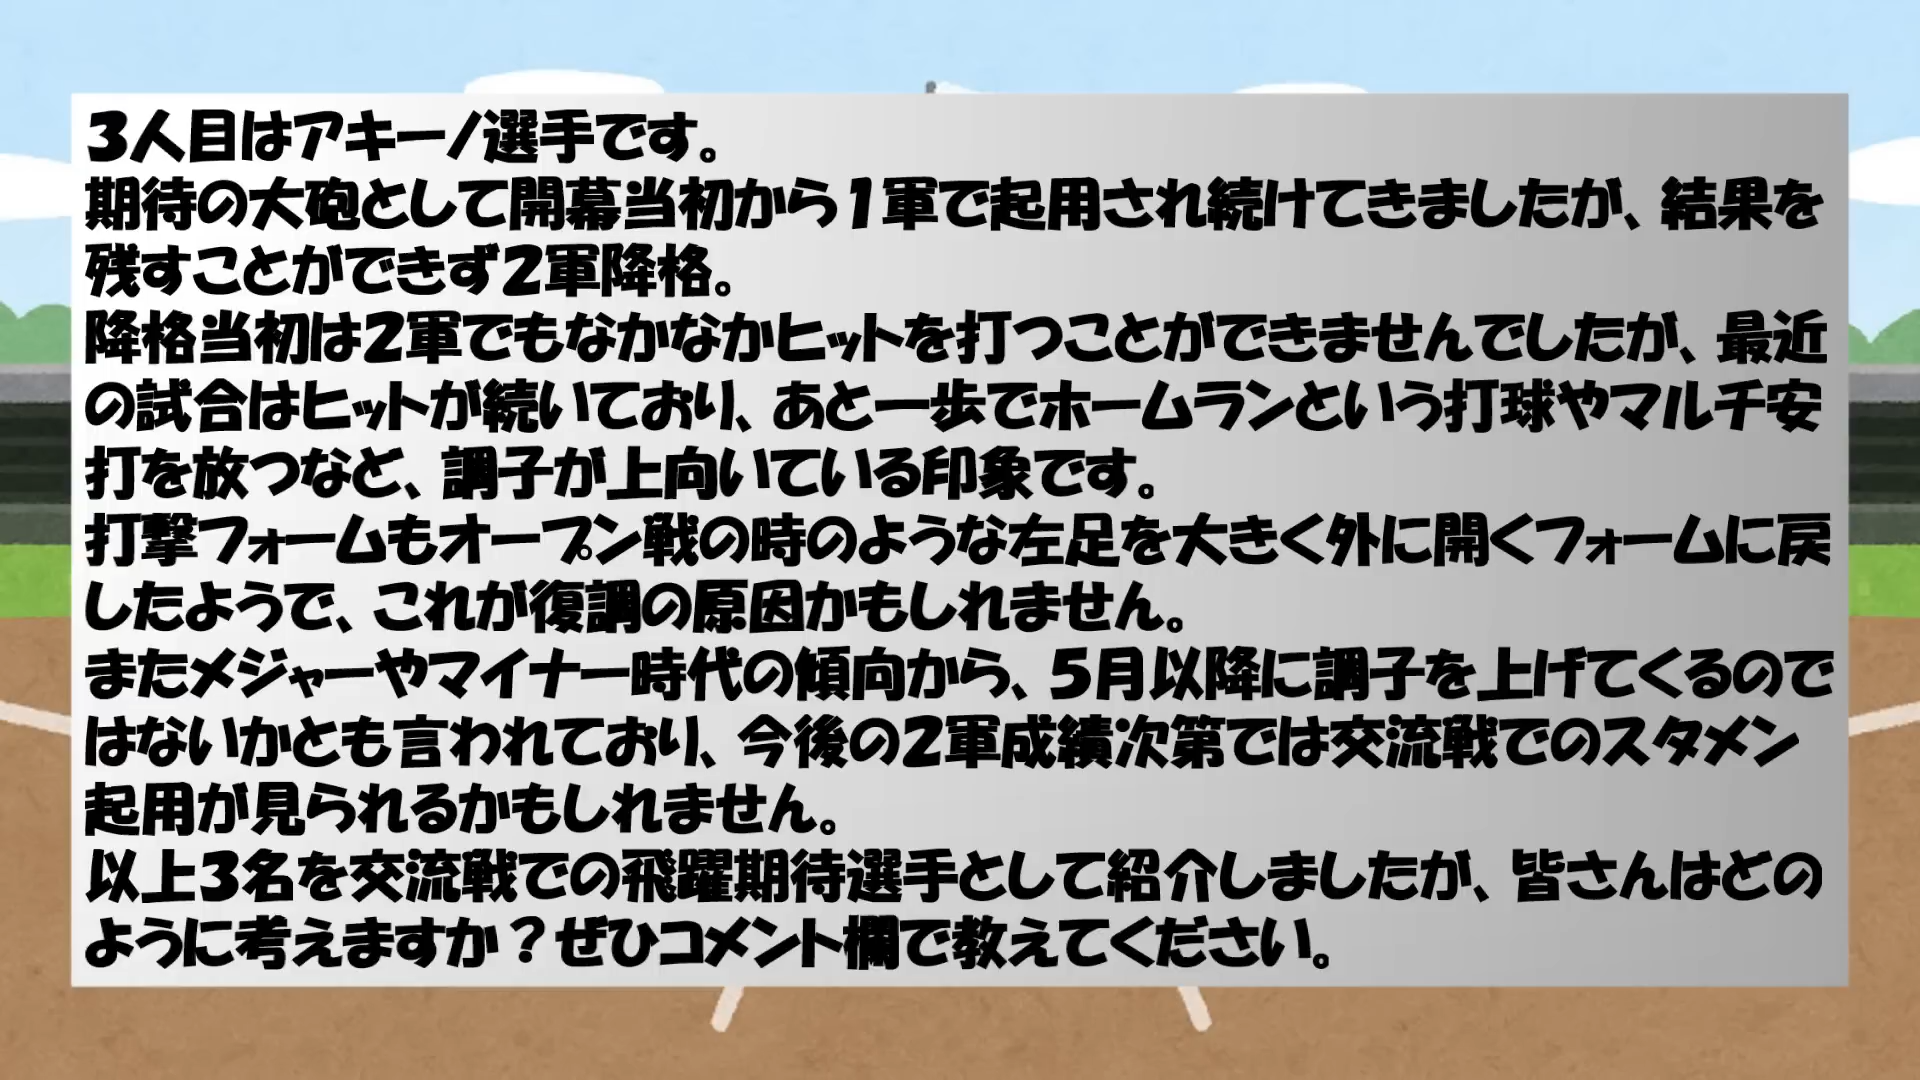 3人目はアキーノ選手です。
期待の大砲として開幕当初から1軍で起用され続けてきましたが、結果を
残すことができず2軍降格。
降格当初は2軍でもなかなかヒットを打つことができませんでしたが、最近
の試合はヒットが続いており、あと一歩でホームランという打球やマルチ安
打を放つなど、調子が上向いている印象です。
打撃フォームもオープン戦の時のような左足を大きく外に開くフォームに戻
したようで、これが復調の原因かもしれません。
またメジャーやマイナー時代の傾向から、5月以降に調子を上げてくるので
はないかとも言われており、今後の2軍成績次第では交流戦でのスタメン
起用が見られるかもしれません。
以上3名を交流戦での飛躍期待選手として紹介しましたが、皆さんはどの
ように考えますか？ぜひコメント欄で教えてください。